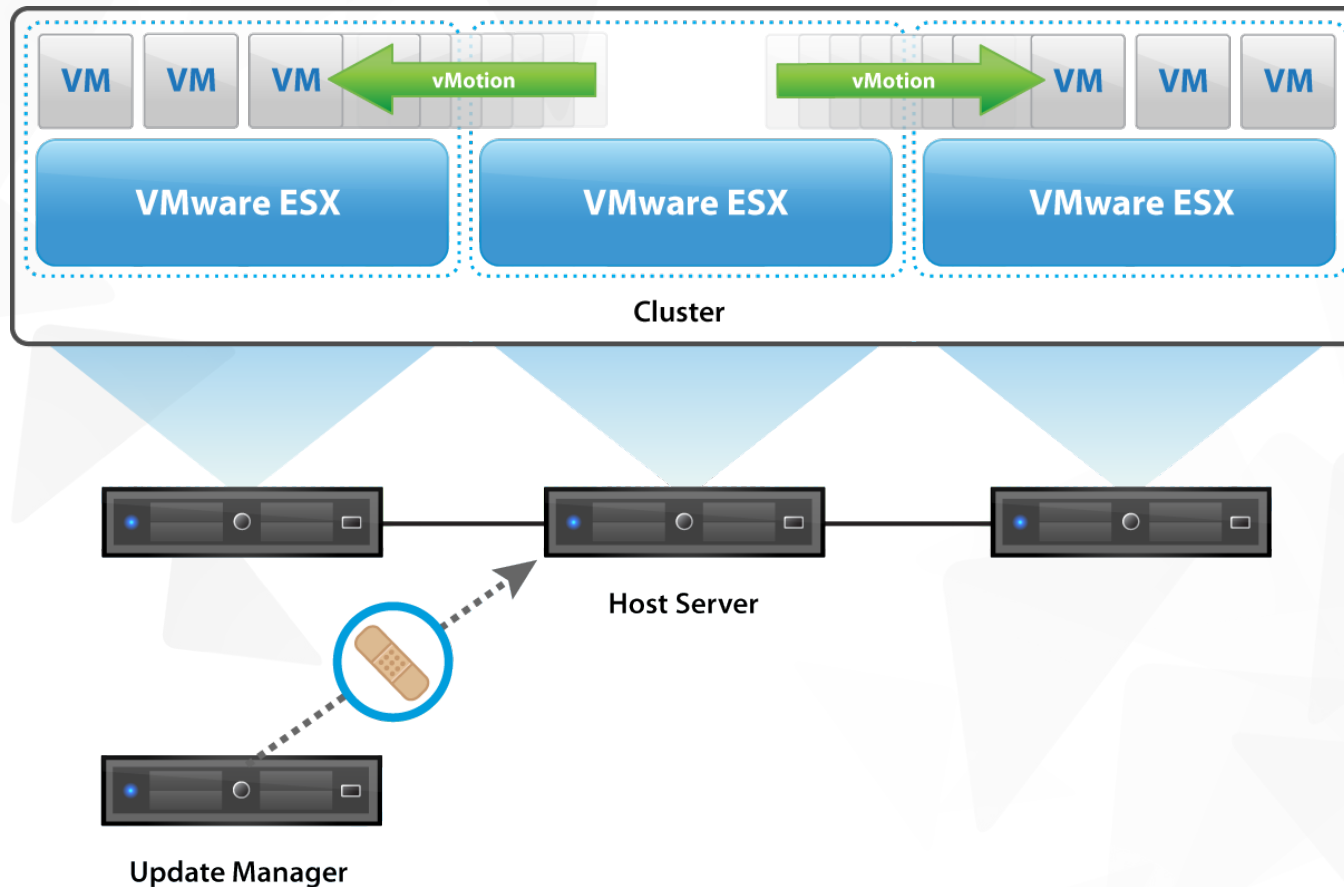 VM VM VM vMotion vMotion VM VM VM
VMware ESX VMware ESX VMware ESX
Cluster
Host Server
Update Manager